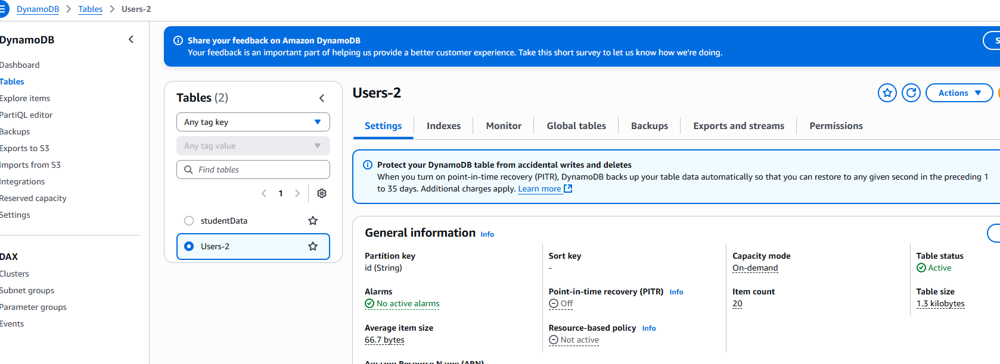 DynamoDB > Tables > Users-2
DynamoDB
Dashboard
Tables
Explore items
PartiQL editor
Backups
Exports to S3
Imports from S3
Integrations
Reserved capacity
Settings
DAX
Clusters
Subnet groups
Parameter groups
Events
Share your feedback on Amazon DynamoDB
Your feedback is an important part of helping us provide a better customer experience. Take this short survey to let us know how we're doing.
Tables (2)
Any tag key
Any tag value
Find tables
1
studentData
Users-2
Users-2
Actions
Settings
Indexes
Monitor
Global tables
Backups
Exports and streams
Permissions
Protect your DynamoDB table from accidental writes and deletes
When you turn on point-in-time recovery (PITR), DynamoDB backs up your table data automatically so that you can restore to any given second in the preceding 1
to 35 days. Additional charges apply. Learn more
General information Info
Partition key
id (String)
Sort key
-
Capacity mode
On-demand
Table status
Active
Alarms
No active alarms
Point-in-time recovery (PITR) Info
Off
Item count
20
Table size
1.3 kilobytes
Average item size
66.7 bytes
Resource-based policy Info
Not active
Amazon Resource Name (ARN)